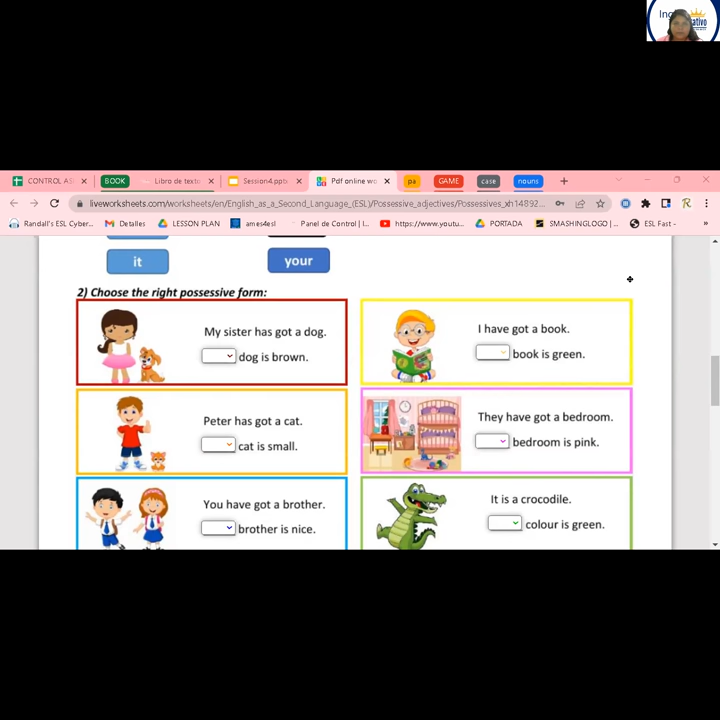 CONTROL AS
BOOK
Libro de texto
Session4.pptx
Pdf online wo
pa
GAME
case
nouns
liveworksheets.com/worksheets/en/English_as_a_Second_Language_(ESL)/Possessive_adjectives/Possessives_xh14892...
Randall's ESL Cyber...
Detalles
LESSON PLAN
ames4esl
Panel de Control | I...
https://www.youtu...
PORTADA
SMASHINGLOGO | ...
ESL Fast -
it
your
2) Choose the right possessive form:
My sister has got a dog.
dog is brown.
I have got a book.
book is green.
Peter has got a cat.
cat is small.
They have got a bedroom.
bedroom is pink.
You have got a brother.
brother is nice.
It is a crocodile.
colour is green.